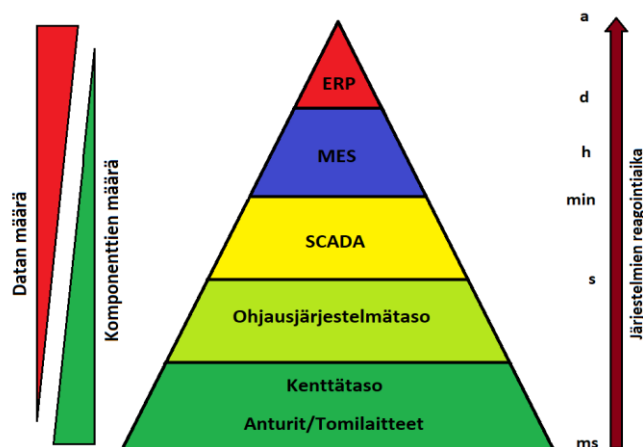 Datan määrä
Komponenttien määrä
ERP
MES
SCADA
Ohjausjärjestelmätaso
Kenttätaso
Anturit/Tomilaitteet
a
d
h
min
s
ms
Järjestelmien reagointiaika